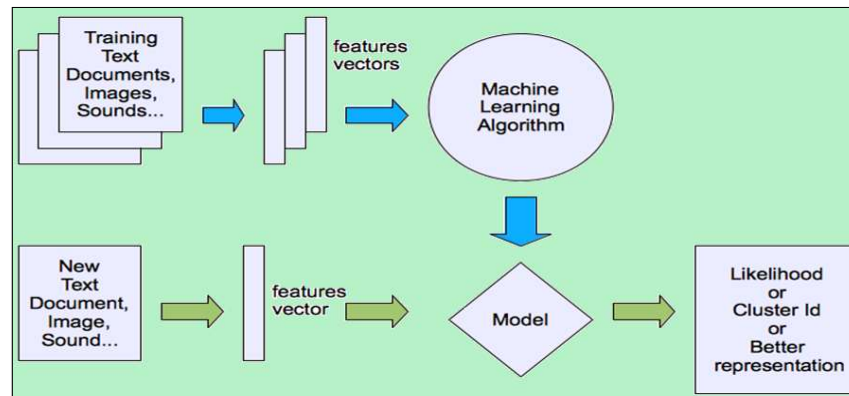 Training
Text
Documents,
Images,
Sounds...
features
vectors
Machine
Learning
Algorithm
New
Text
Document,
Image,
Sound...
features
vector
Model
Likelihood
or
Cluster Id
or
Better
representation